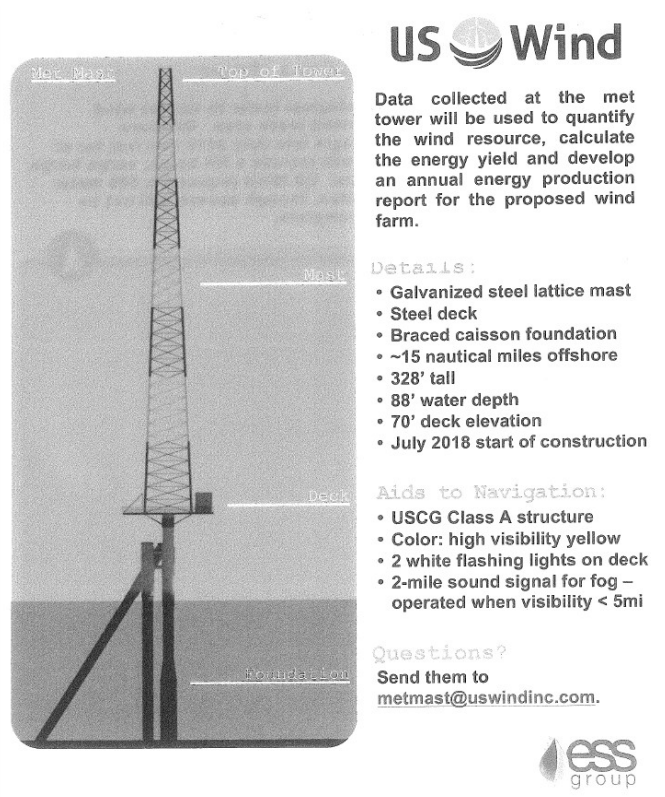 US Wind
Met Mast
Top of Tower
Mast
Deck
Foundation
Data collected at the met
tower will be used to quantify
the wind resource, calculate
the energy yield and develop
an annual energy production
report for the proposed wind
farm.
Details:
• Galvanized steel lattice mast
• Steel deck
• Braced caisson foundation
• ~15 nautical miles offshore
• 328’ tall
• 88’ water depth
• 70’ deck elevation
• July 2018 start of construction
Aids to Navigation:
• USCG Class A structure
• Color: high visibility yellow
• 2 white flashing lights on deck
• 2-mile sound signal for fog –
operated when visibility < 5mi
Questions?
Send them to
metmast@uswindinc.com.
ess
group